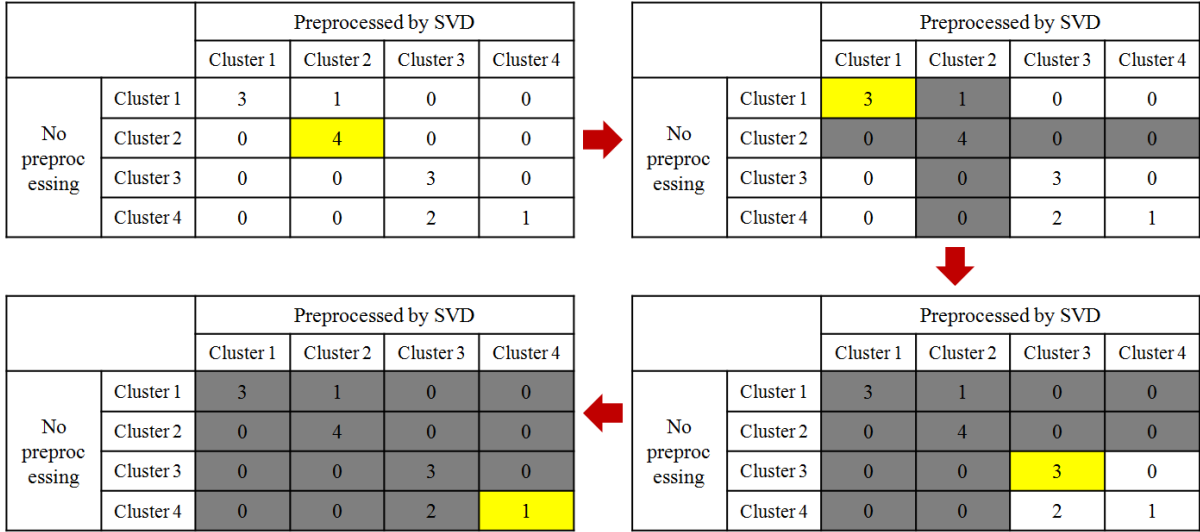 Preprocessed by SVD
Cluster 1 Cluster 2 Cluster 3 Cluster 4
No
preproc
essing
Cluster 1 3 1 0 0
Cluster 2 0 4 0 0
Cluster 3 0 0 3 0
Cluster 4 0 0 2 1
Preprocessed by SVD
Cluster 1 Cluster 2 Cluster 3 Cluster 4
No
preproc
essing
Cluster 1 3 1 0 0
Cluster 2 0 4 0 0
Cluster 3 0 0 3 0
Cluster 4 0 0 2 1
Preprocessed by SVD
Cluster 1 Cluster 2 Cluster 3 Cluster 4
No
preproc
essing
Cluster 1 3 1 0 0
Cluster 2 0 4 0 0
Cluster 3 0 0 3 0
Cluster 4 0 0 2 1
Preprocessed by SVD
Cluster 1 Cluster 2 Cluster 3 Cluster 4
No
preproc
essing
Cluster 1 3 1 0 0
Cluster 2 0 4 0 0
Cluster 3 0 0 3 0
Cluster 4 0 0 2 1